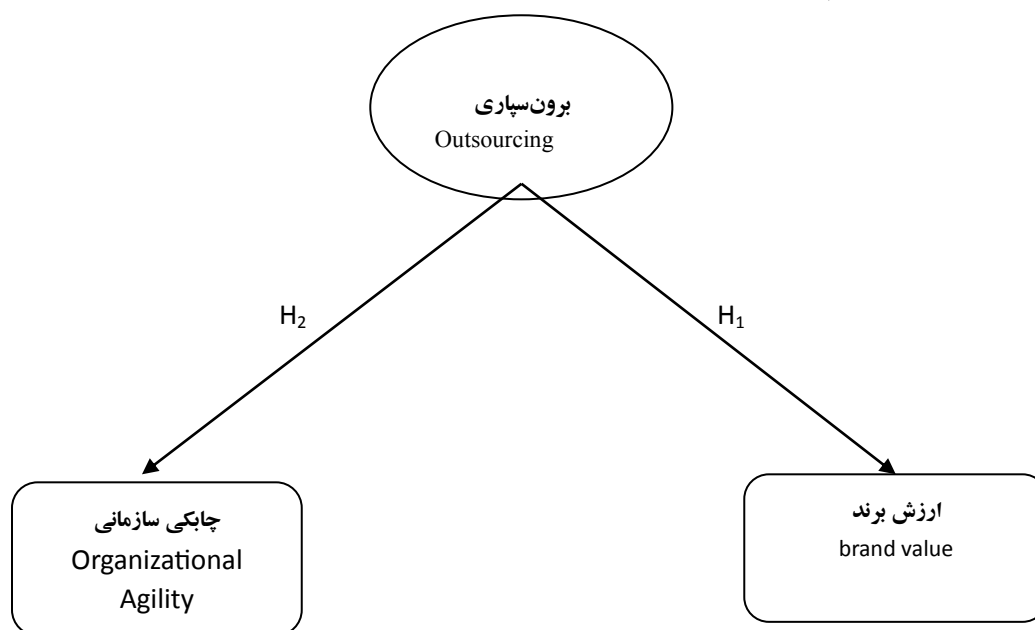 برون‌سپاری
Outsourcing
H₂
H₁
چابکی سازمانی
Organizational
Agility
ارزش برند
brand value